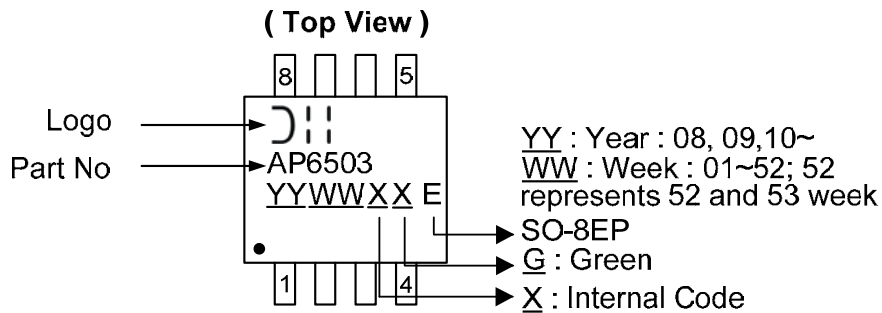 ( Top View )
8 5
Logo
Part No
AP6503
YYWWXX E
1 4
YY : Year : 08, 09,10~
WW : Week : 01~52; 52
represents 52 and 53 week
SO-8EP
G : Green
X : Internal Code